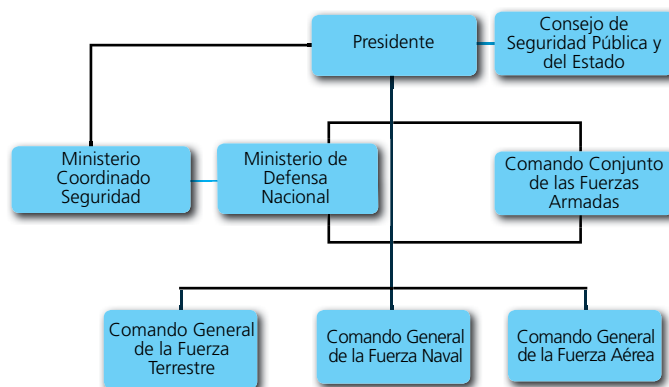 Presidente
Consejo de
Seguridad Pública y
del Estado
Ministerio
Coordinado
Seguridad
Ministerio de
Defensa
Nacional
Comando Conjunto
de las Fuerzas
Armadas
Comando General
de la Fuerza
Terrestre
Comando General
de la Fuerza Naval
Comando General
de la Fuerza Aérea